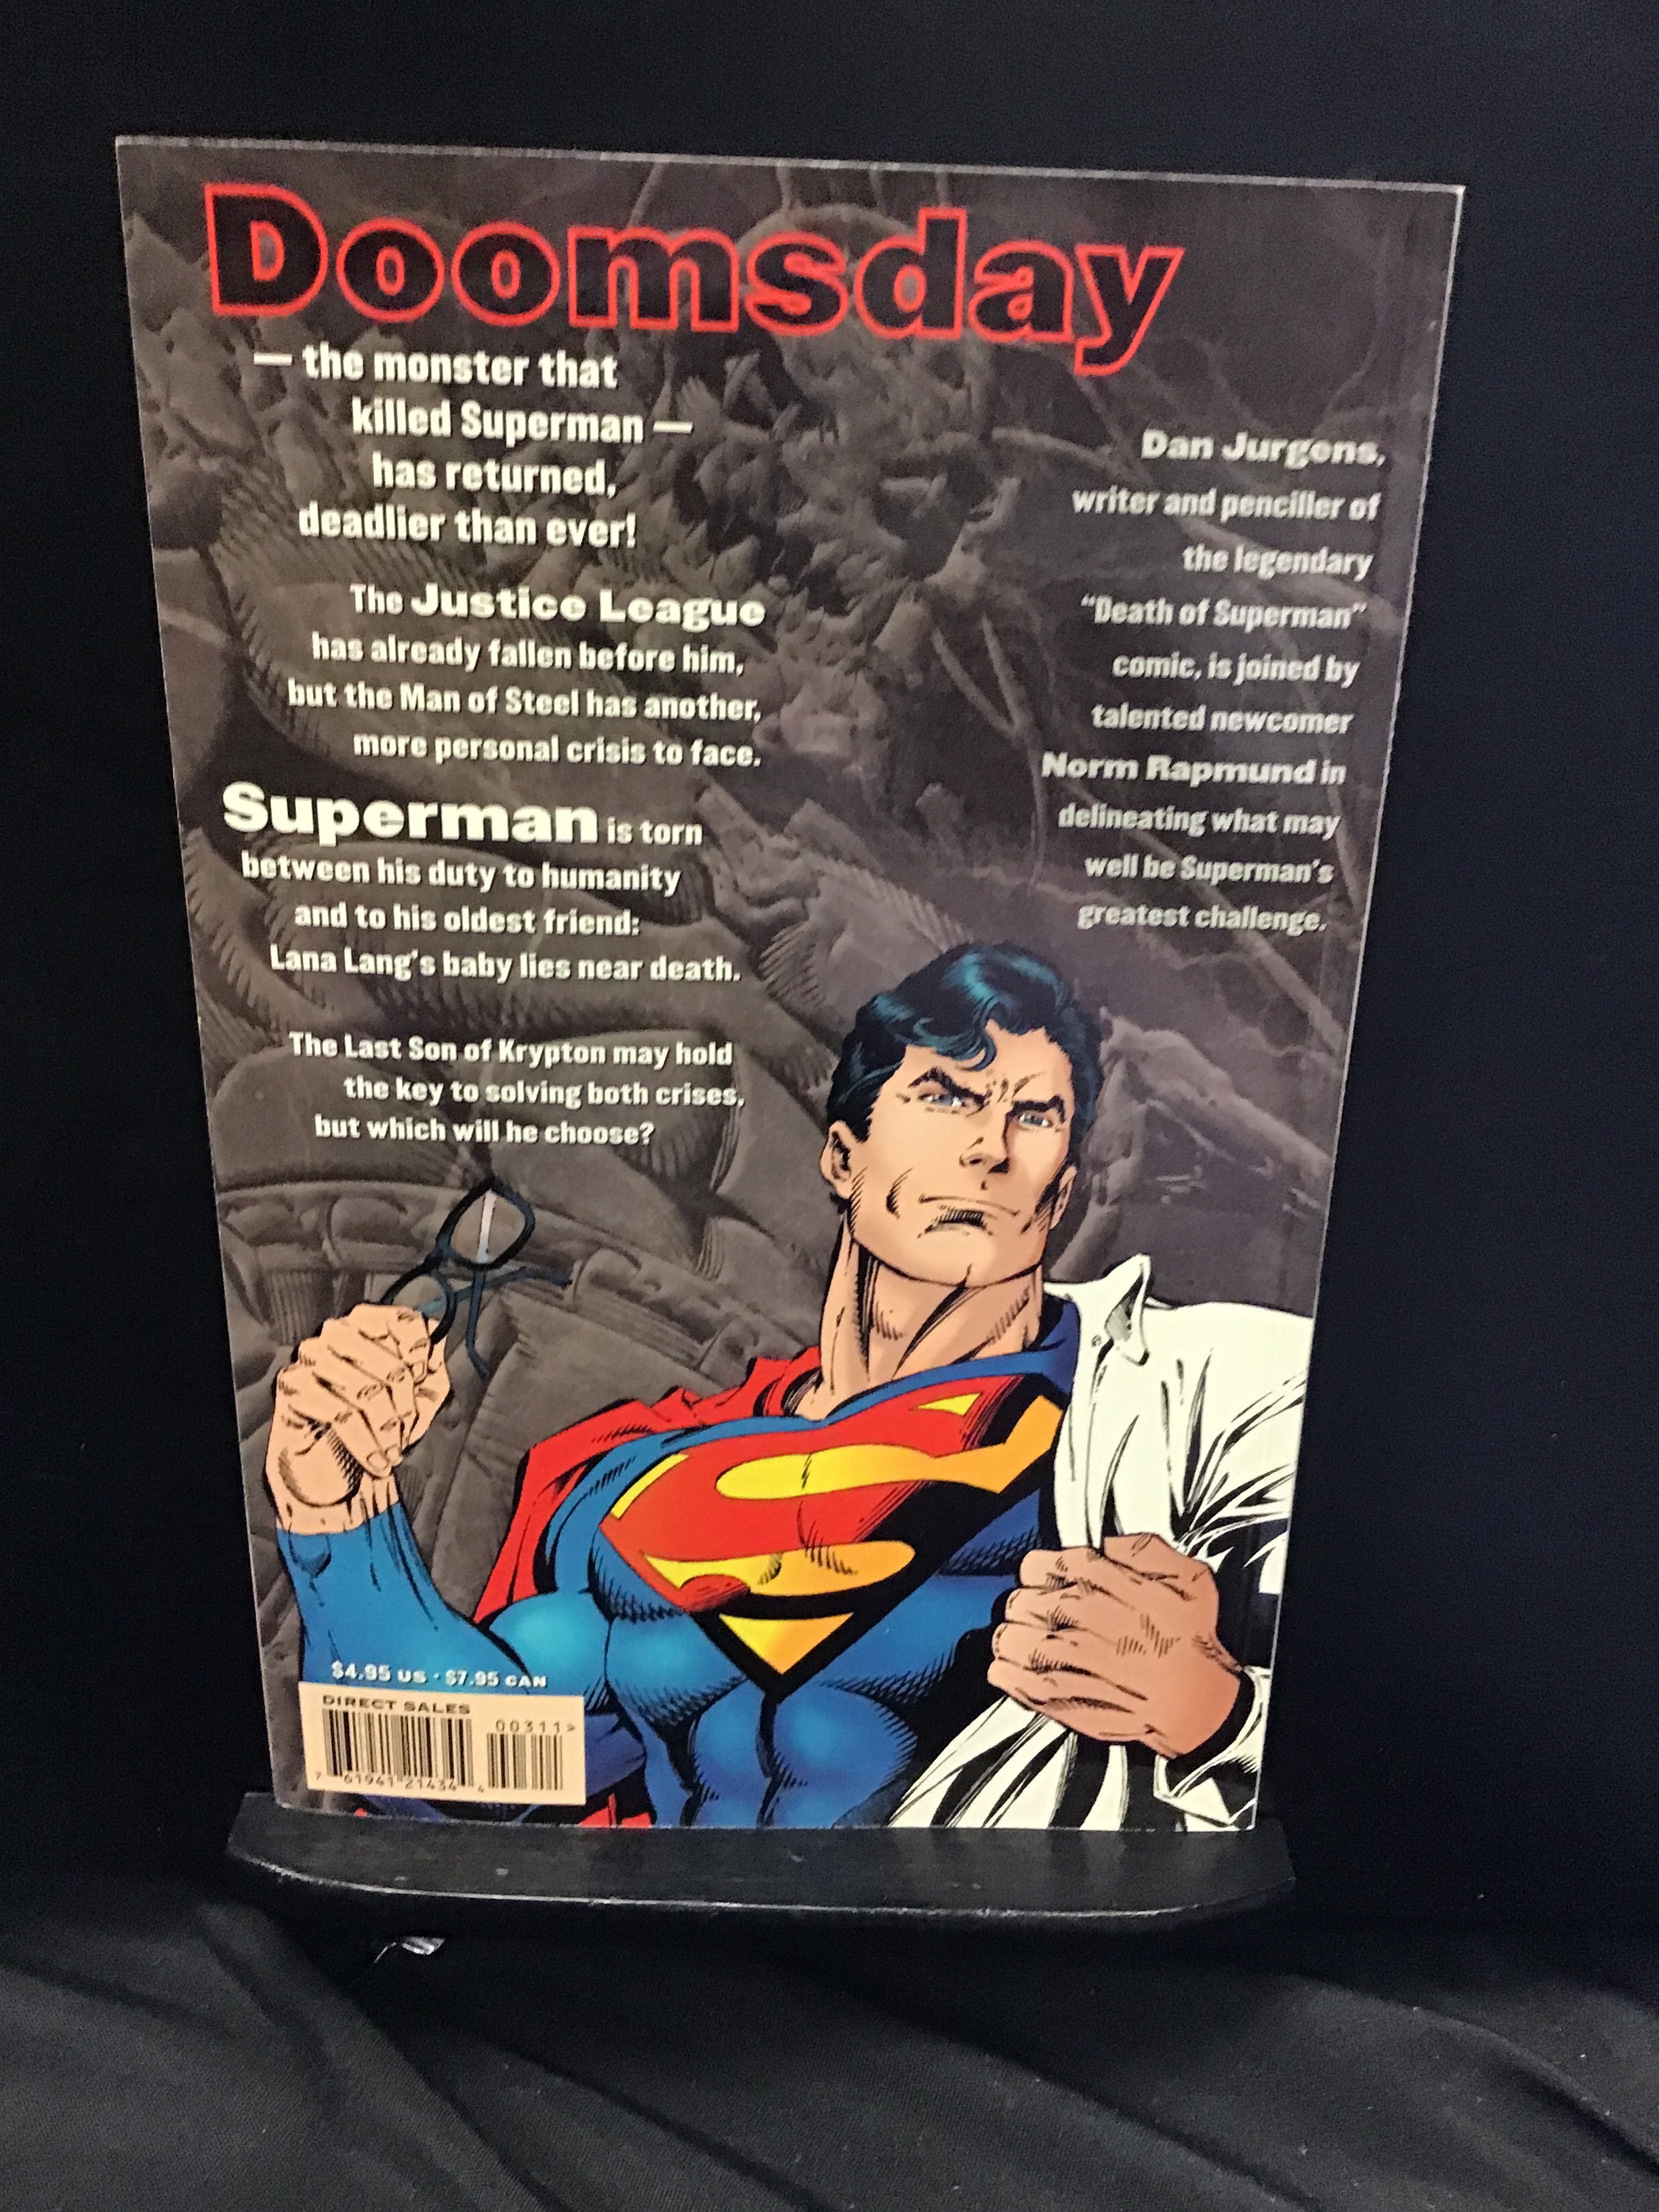 Doomsday
— the monster that
killed Superman —
has returned,
deadlier than ever!
The Justice League
has already fallen before him,
but the Man of Steel has another,
more personal crisis to face.
Superman is torn
between his duty to humanity
and to his oldest friend:
Lana Lang's baby lies near death.
The Last Son of Krypton may hold
the key to solving both crises,
but which will he choose?
Dan Jurgens,
writer and penciller of
the legendary
"Death of Superman"
comic, is joined by
talented newcomer
Norm Rapmund in
delineating what may
well be Superman's
greatest challenge.
S
$4.95 US · $7.95 CAN
DIRECT SALES
00311>
7 61941 21434 4